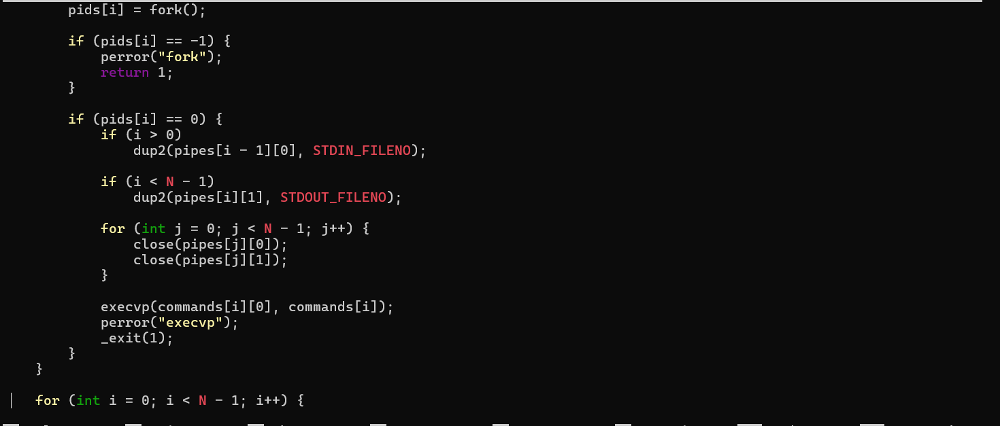 pids[i] = fork();
if (pids[i] == -1) {
perror("fork");
return 1;
}
if (pids[i] == 0) {
if (i > 0)
dup2(pipes[i - 1][0], STDIN_FILENO);
if (i < N - 1)
dup2(pipes[i][1], STDOUT_FILENO);
for (int j = 0; j < N - 1; j++) {
close(pipes[j][0]);
close(pipes[j][1]);
}
execvp(commands[i][0], commands[i]);
perror("execvp");
_exit(1);
}
}
for (int i = 0; i < N - 1; i++) {